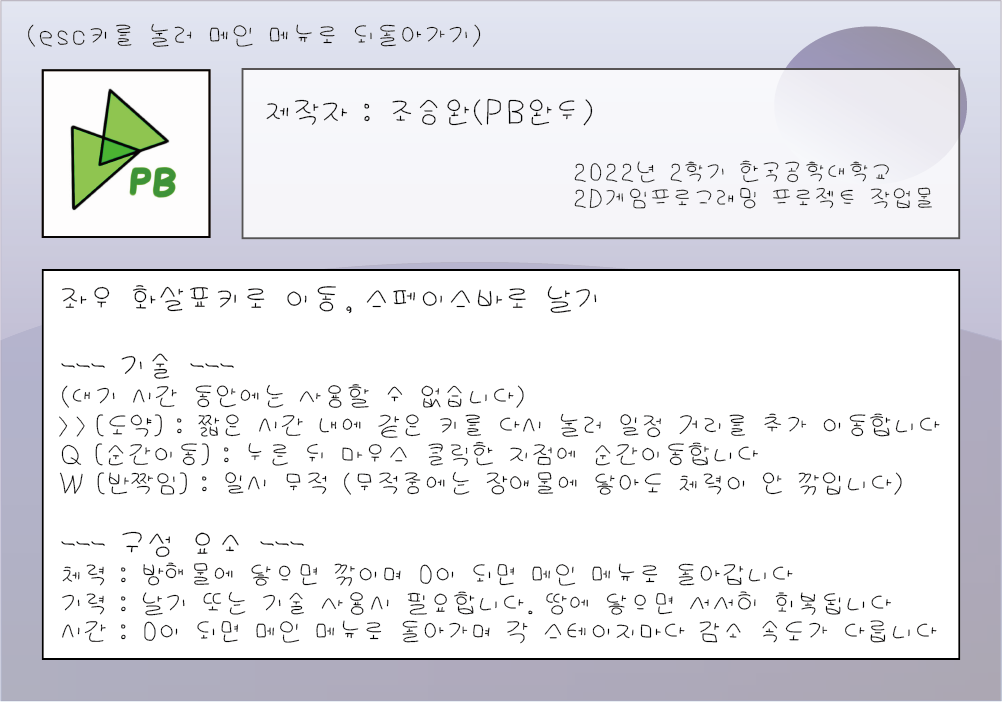 (esc키를 눌러 메인 메뉴로 되돌아가기)
PB
제작자 : 조승완(PB완두)
2022년 2학기 한국공학대학교
2D게임프로그래밍 프로젝트 작업물
좌우 화살표키로 이동, 스페이스바로 날기
--- 기술 ---
(대기 시간 동안에는 사용할 수 없습니다)
>>(도약) : 짧은 시간 내에 같은 키를 다시 눌러 일정 거리를 추가 이동합니다
Q (순간이동) : 누른 뒤 마우스 클릭한 지점에 순간이동합니다
W (반짝임) : 일시 무적 (무적중에는 장애물에 닿아도 체력이 안 깎입니다)
--- 구성 요소 ---
체력 : 방해물에 닿으면 깎이며 0이 되면 메인 메뉴로 돌아갑니다
기력 : 날기 또는 기술 사용시 필요합니다. 땅에 닿으면 서서히 회복됩니다
시간 : 0이 되면 메인 메뉴로 돌아가며 각 스테이지마다 감소 속도가 다릅니다